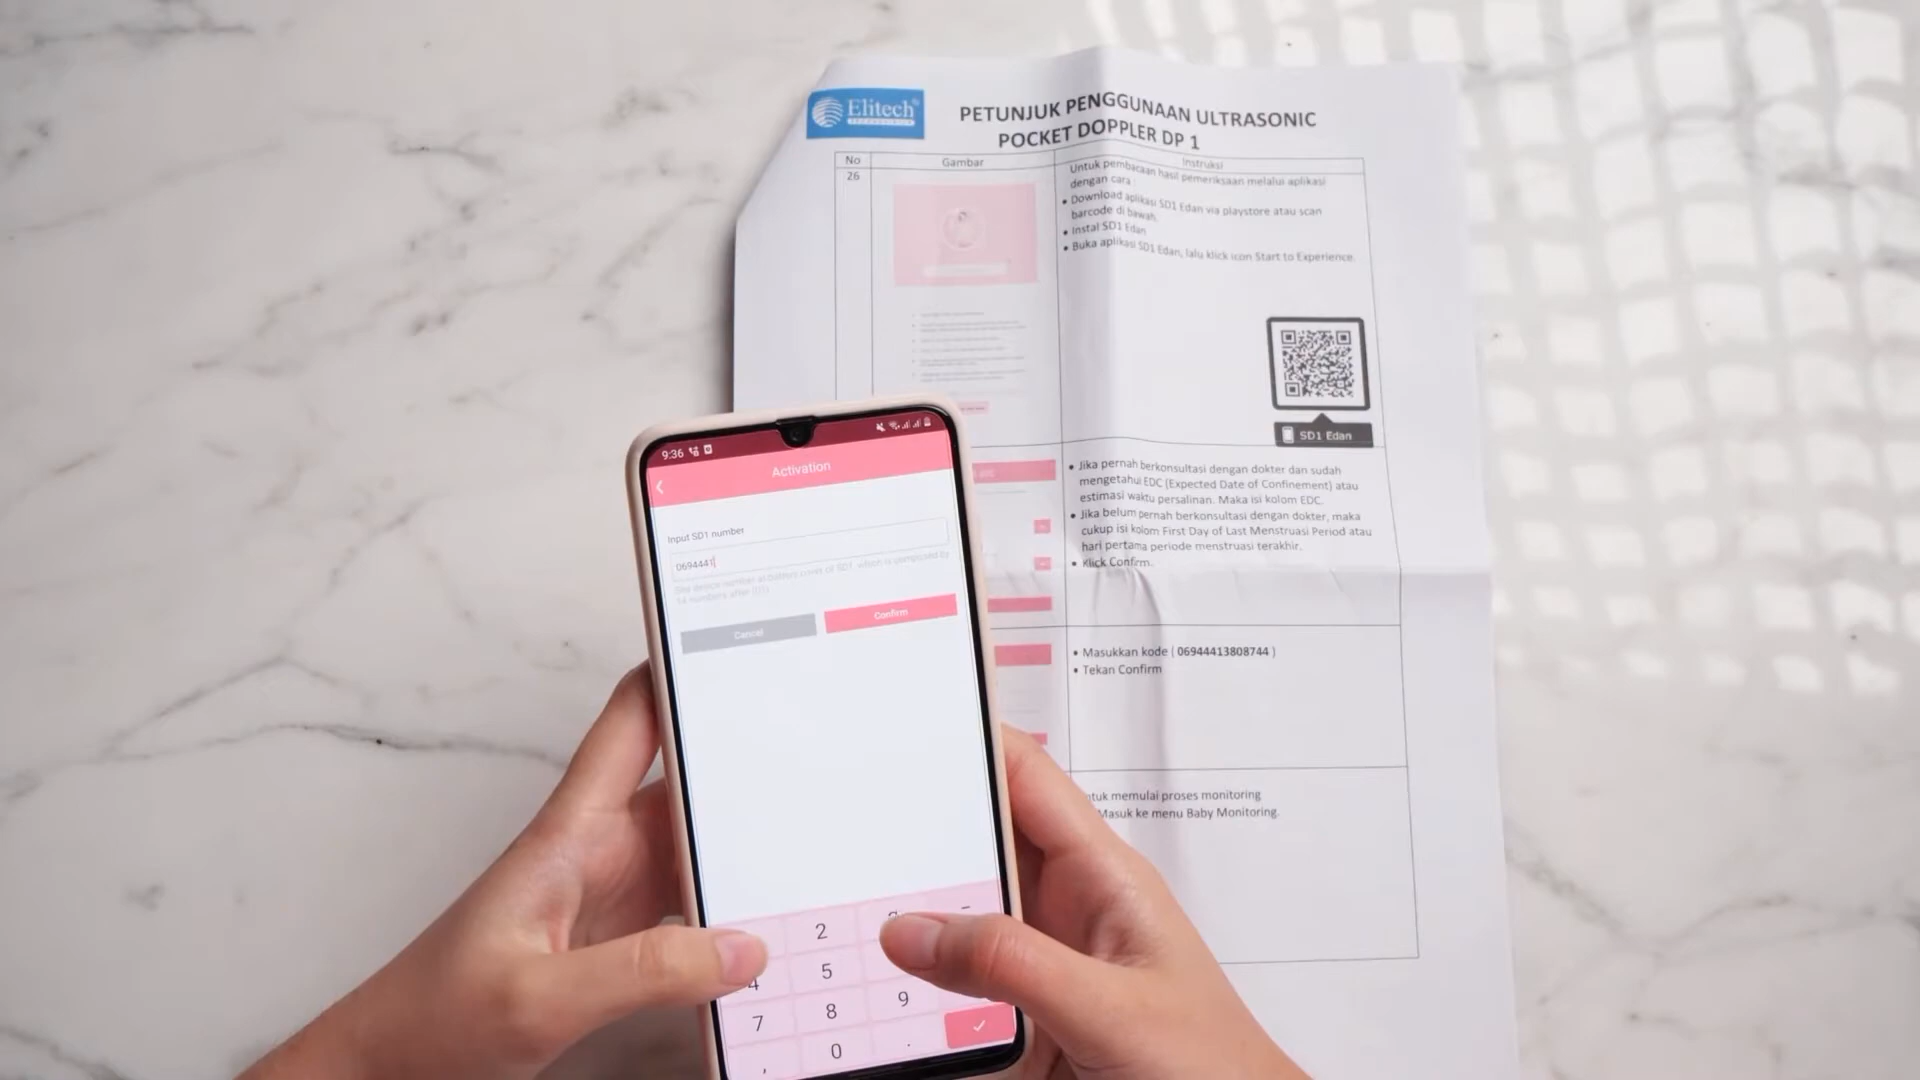 Elitech
PETUNJUK PENGGUNAAN ULTRASONIC
POCKET DOPPLER DP 1
No
Gambar
Instruksi
26
Untuk pembacaan hasil pemeriksaan melalui aplikasi
dengan cara
• Download aplikasi SD1 Edan via playstore atau scan
barcode di bawah.
• Instal SD1 Edan
• Buka aplikasi SD1 Edan, lalu klick icon Start to Experience.
SD1 Edan
• Jika pernah berkonsultasi dengan dokter dan sudah
mengetahui EDC (Expected Date of Confinement) atau
estimasi waktu persalinan. Maka isi kolom EDC.
• Jika belum pernah berkonsultasi dengan dokter, maka
cukup isi kolom First Day of Last Menstruasi Period atau
hari pertama periode menstruasi terakhir.
• Klick Confirm.
• Masukkan kode ( 06944413808744 )
• Tekan Confirm
tuk memulai proses monitoring
Masuk ke menu Baby Monitoring.
9:36
Activation
Input SD1 number
0694441
14 numbers after (01)
Cancel
Confirm
2
4
5
7
8
9
0